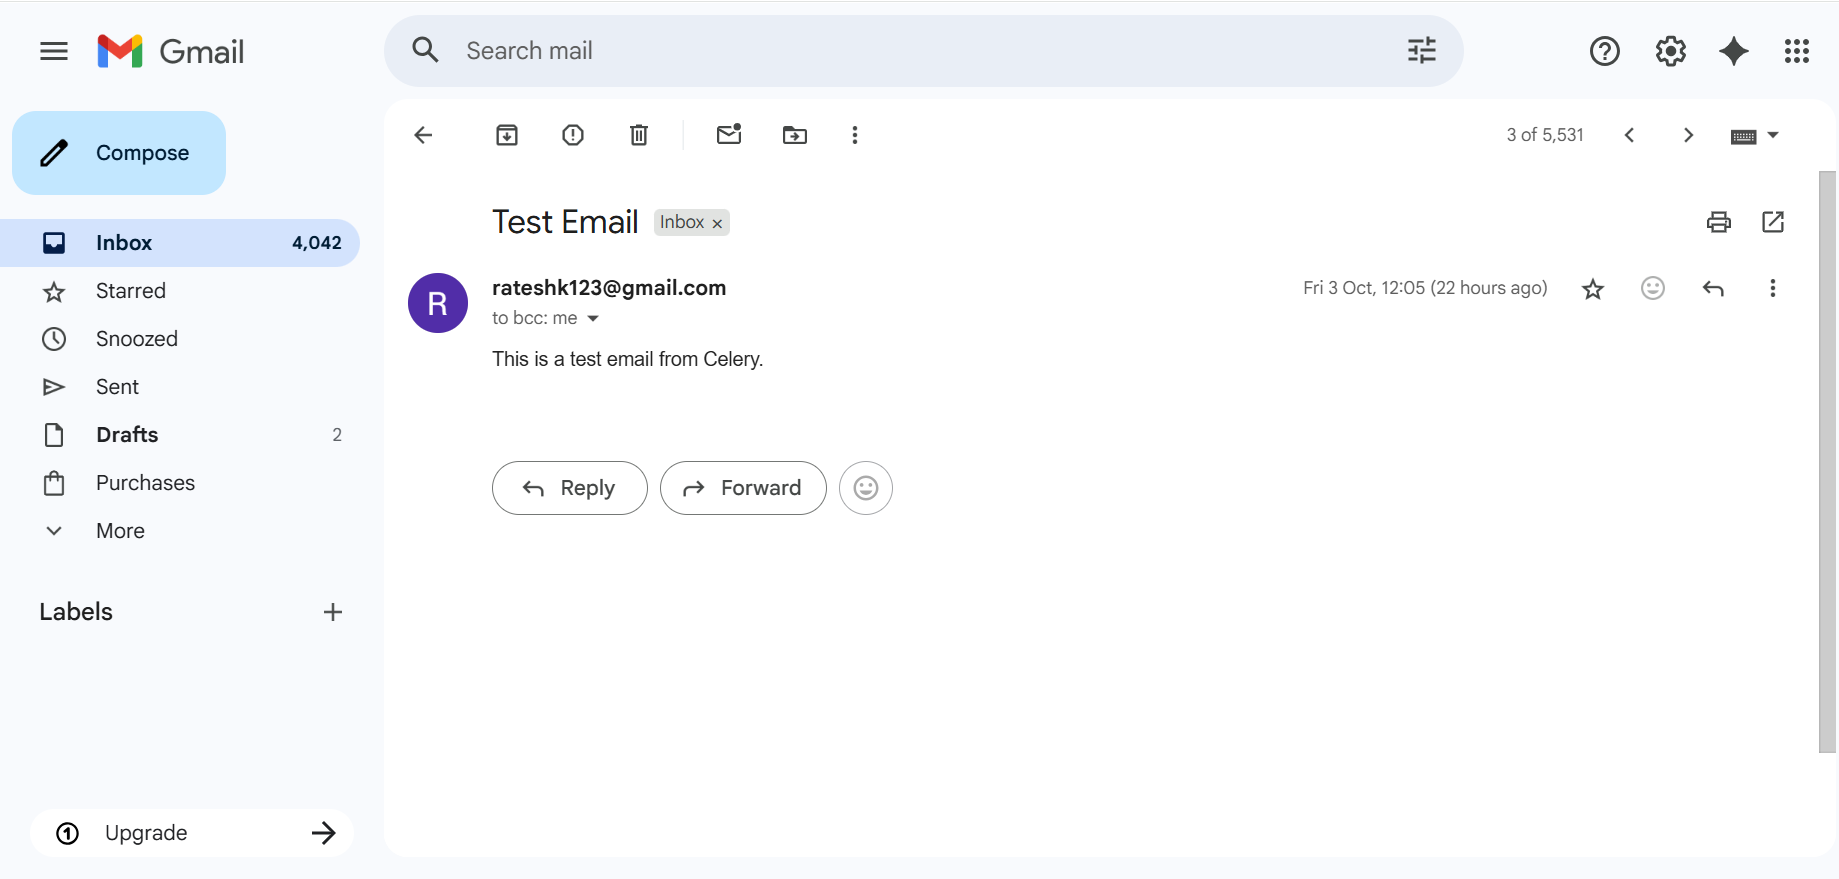 Gmail
Search mail
Compose
3 of 5,531
Inbox 4,042
Starred
Snoozed
Sent
Drafts 2
Purchases
More
Labels
Upgrade
Test Email Inbox ×
R
rateshk123@gmail.com
Fri 3 Oct, 12:05 (22 hours ago)
to bcc: me
This is a test email from Celery.
Reply Forward